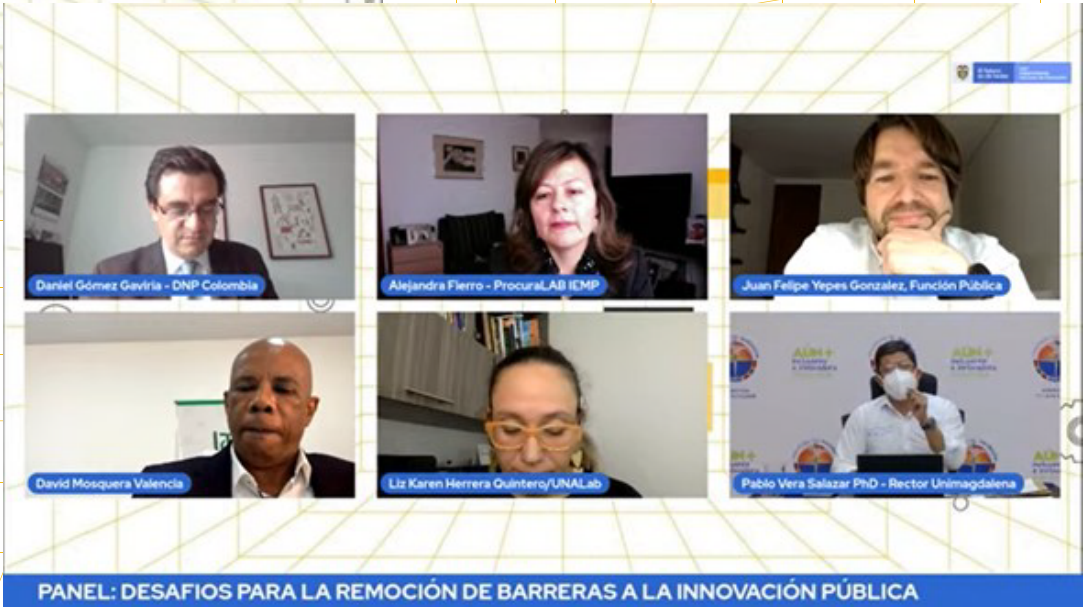 Daniel Gómez Gaviria - DNP Colombia
Alejandra Fierro - ProcuraLAB IEMP
Juan Felipe Yepes Gonzalez, Función Pública
David Mosquera Valencia
Liz Karen Herrera Quintero/UNALab
Pablo Vera Salazar PhD - Rector Unimagdalena
PANEL: DESAFIOS PARA LA REMOCIÓN DE BARRERAS A LA INNOVACIÓN PÚBLICA